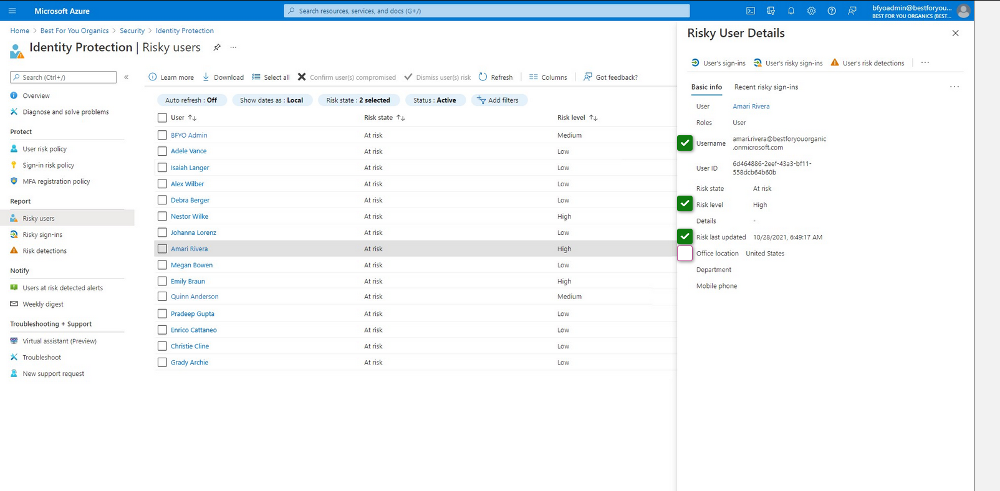 Microsoft Azure
Search resources, services, and docs (G+/)
bfyoadmin@bestforyou...
BEST FOR YOU ORGANICS (BEST...
Home > Best For You Organics > Security > Identity Protection
Identity Protection | Risky users ...
Search (Ctrl+/) «
Overview
Diagnose and solve problems
Protect
User risk policy
Sign-in risk policy
MFA registration policy
Report
Risky users
Risky sign-ins
Risk detections
Notify
Users at risk detected alerts
Weekly digest
Troubleshooting + Support
Virtual assistant (Preview)
Troubleshoot
New support request
Learn more Download Select all Confirm user(s) compromised Dismiss user(s) risk Refresh Columns Got feedback?
Auto refresh : Off Show dates as : Local Risk state : 2 selected Status : Active Add filters
User Risk state Risk level
BFYO Admin At risk Medium
Adele Vance At risk Low
Isaiah Langer At risk Low
Alex Wilber At risk Low
Debra Berger At risk Low
Nestor Wilke At risk High
Johanna Lorenz At risk Low
Amari Rivera At risk High
Megan Bowen At risk Low
Emily Braun At risk High
Quinn Anderson At risk Medium
Pradeep Gupta At risk Low
Enrico Cattaneo At risk Low
Christie Cline At risk Low
Grady Archie At risk Low
Risky User Details
User's sign-ins User's risky sign-ins User's risk detections ...
Basic info Recent risky sign-ins ...
User Amari Rivera
Roles User
Username amari.rivera@bestforyouorganic
.onmicrosoft.com
User ID 6d464886-2eef-43a3-bf11-
558dcb64b60b
Risk state At risk
Risk level High
Details -
Risk last updated 10/28/2021, 6:49:17 AM
Office location United States
Department
Mobile phone